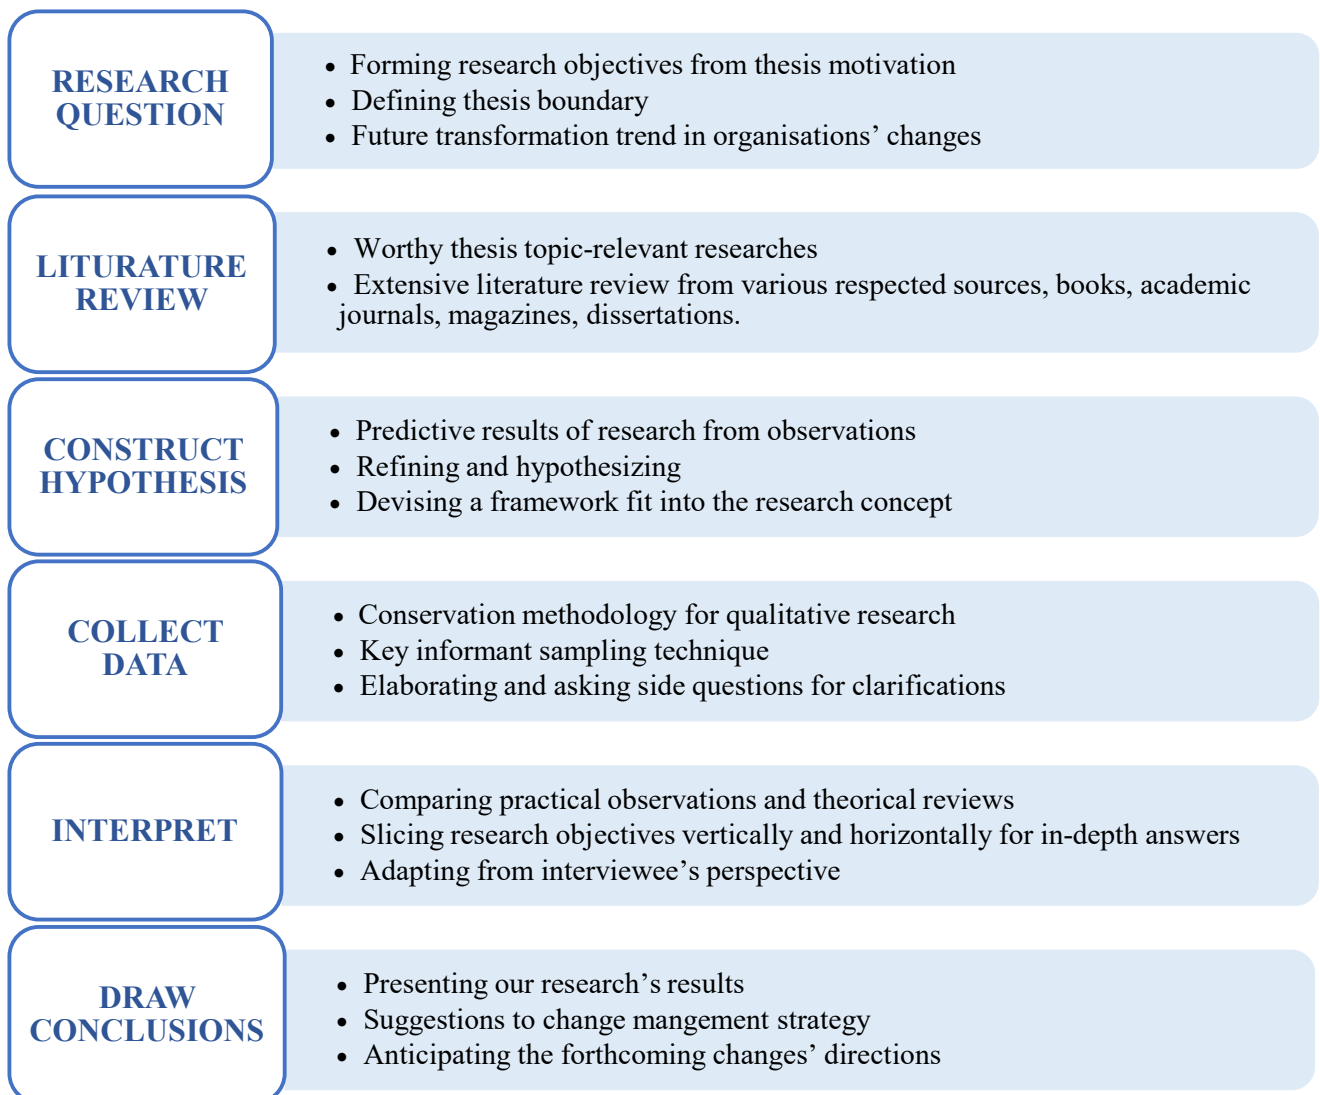 RESEARCH
QUESTION
• Forming research objectives from thesis motivation
• Defining thesis boundary
• Future transformation trend in organisations’ changes
LITURATURE
REVIEW
• Worthy thesis topic-relevant researches
• Extensive literature review from various respected sources, books, academic
journals, magazines, dissertations.
CONSTRUCT
HYPOTHESIS
• Predictive results of research from observations
• Refining and hypothesizing
• Devising a framework fit into the research concept
COLLECT
DATA
• Conservation methodology for qualitative research
• Key informant sampling technique
• Elaborating and asking side questions for clarifications
INTERPRET
• Comparing practical observations and theorical reviews
• Slicing research objectives vertically and horizontally for in-depth answers
• Adapting from interviewee’s perspective
DRAW
CONCLUSIONS
• Presenting our research’s results
• Suggestions to change mangement strategy
• Anticipating the forthcoming changes’ directions